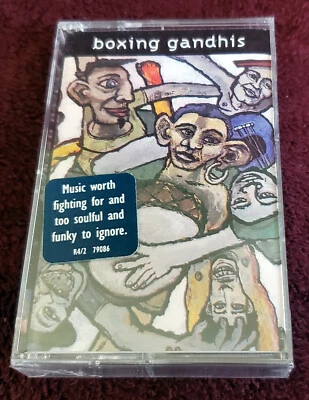 boxing gandhis
Music worth
fighting for and
too soulful and
funky to ignore.
R4/2 79086